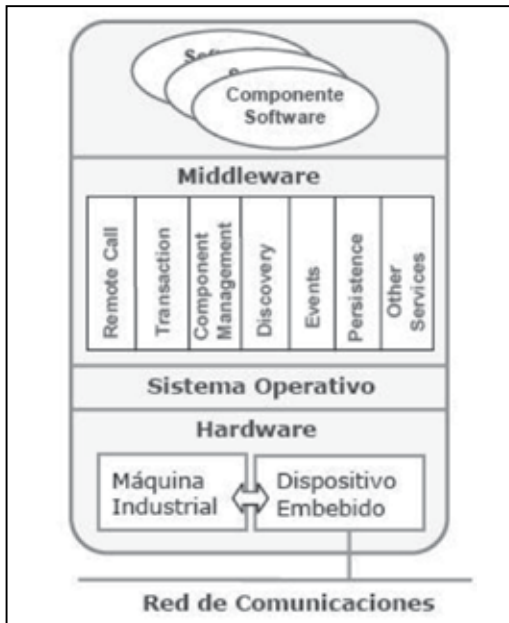 Componente
Software
Middleware
Remote Call
Transaction
Component
Management
Discovery
Events
Persistence
Other
Services
Sistema Operativo
Hardware
Máquina
Industrial
Dispositivo
Embebido
Red de Comunicaciones